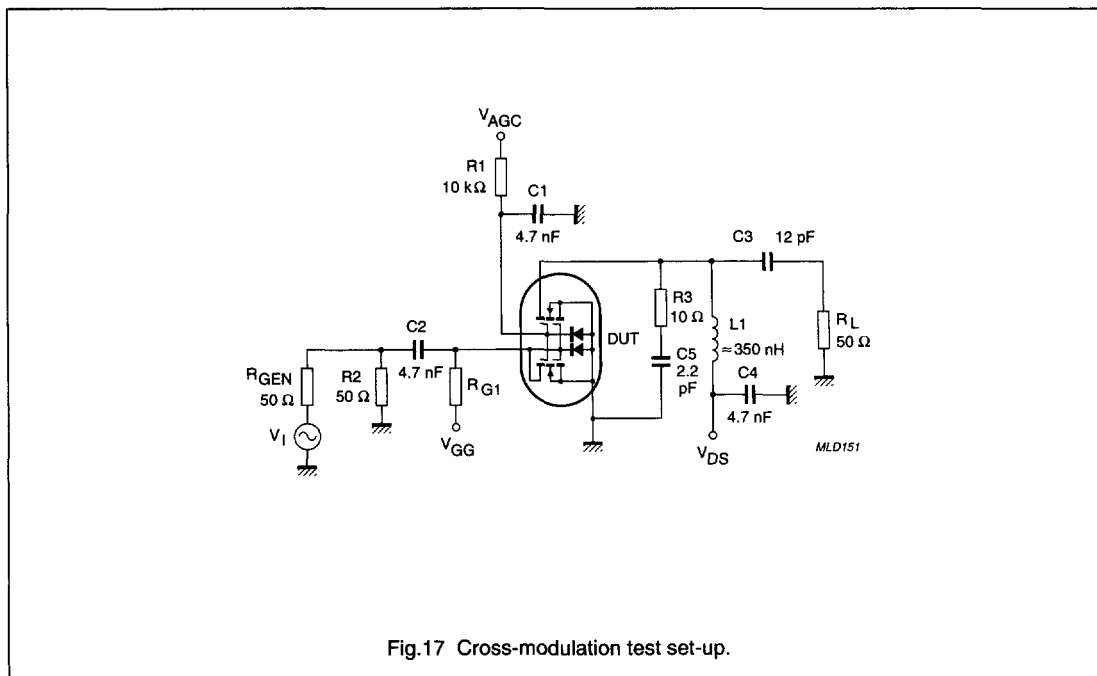 V_AGC
R1
10 kΩ
C1
4.7 nF
C3
12 pF
R3
10 Ω
L1
≈350 nH
R_L
50 Ω
DUT
C5
2.2
pF
C4
4.7 nF
C2
4.7 nF
R_GEN
50 Ω
R2
50 Ω
R_G1
V_I
V_GG
V_DS
MLD151
Fig.17 Cross-modulation test set-up.